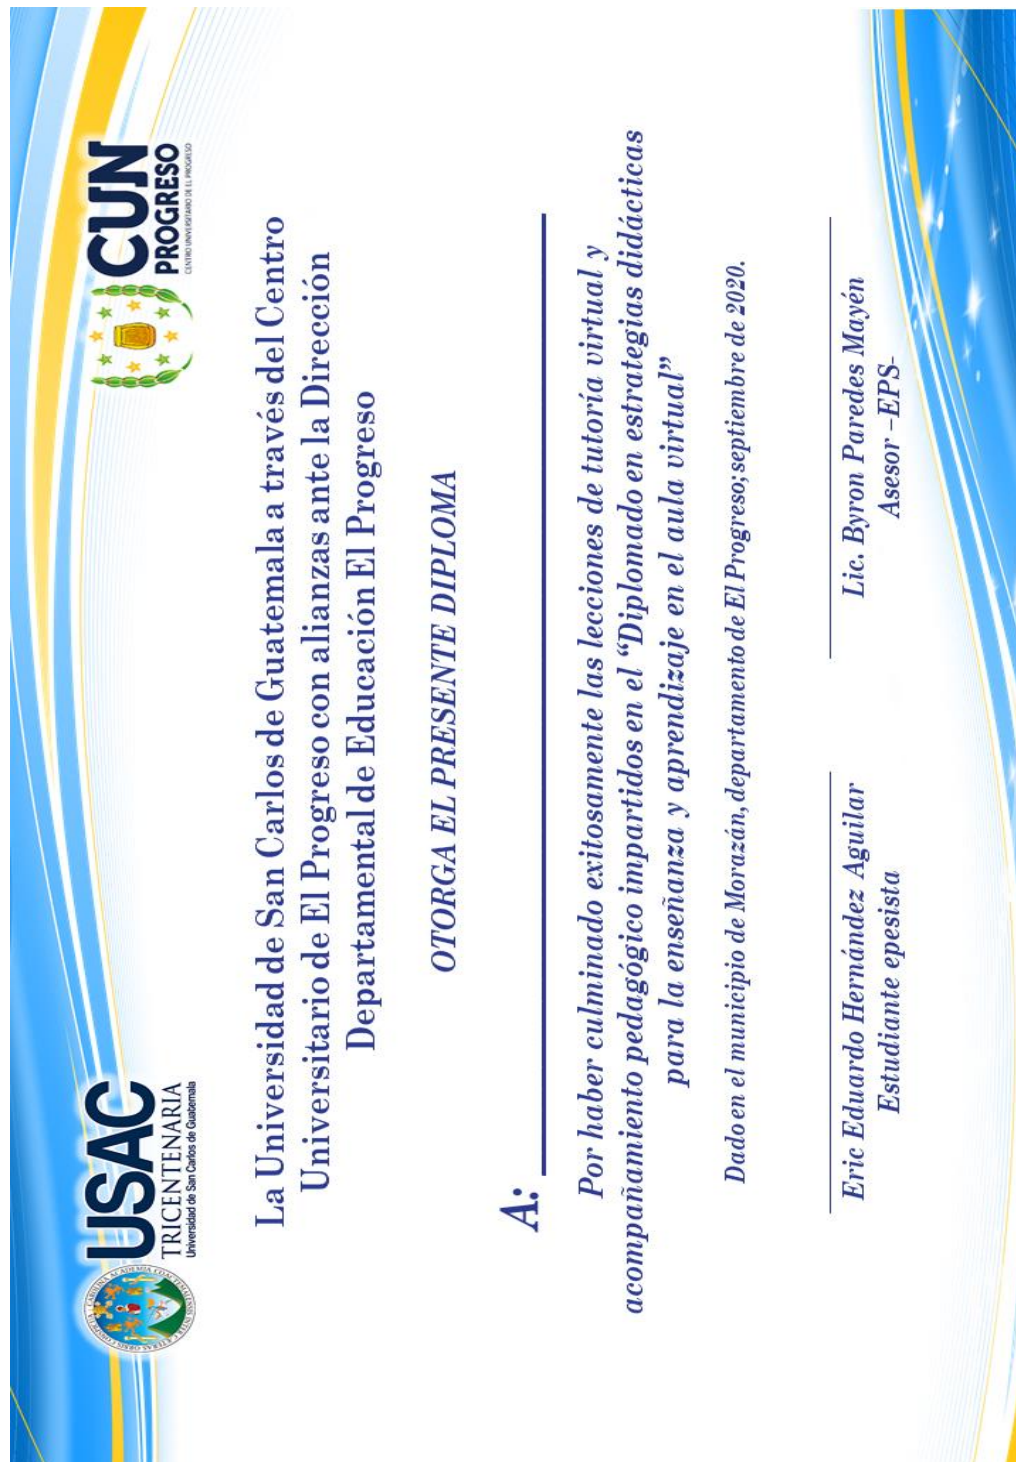 USAC
TRICENTENARIA
Universidad de San Carlos de Guatemala
CUN
PROGRESO
CENTRO UNIVERSITARIO DE EL PROGRESO
La Universidad de San Carlos de Guatemala a través del Centro
Universitario de El Progreso con alianzas ante la Dirección
Departamental de Educación El Progreso
OTORGA EL PRESENTE DIPLOMA
A:
Por haber culminado exitosamente las lecciones de tutoría virtual y
acompañamiento pedagógico impartidos en el “Diplomado en estrategias didácticas
para la enseñanza y aprendizaje en el aula virtual”
Dado en el municipio de Morazán, departamento de El Progreso; septiembre de 2020.
Eric Eduardo Hernández Aguilar
Estudiante epesista
Lic. Byron Paredes Mayén
Asesor –EPS-